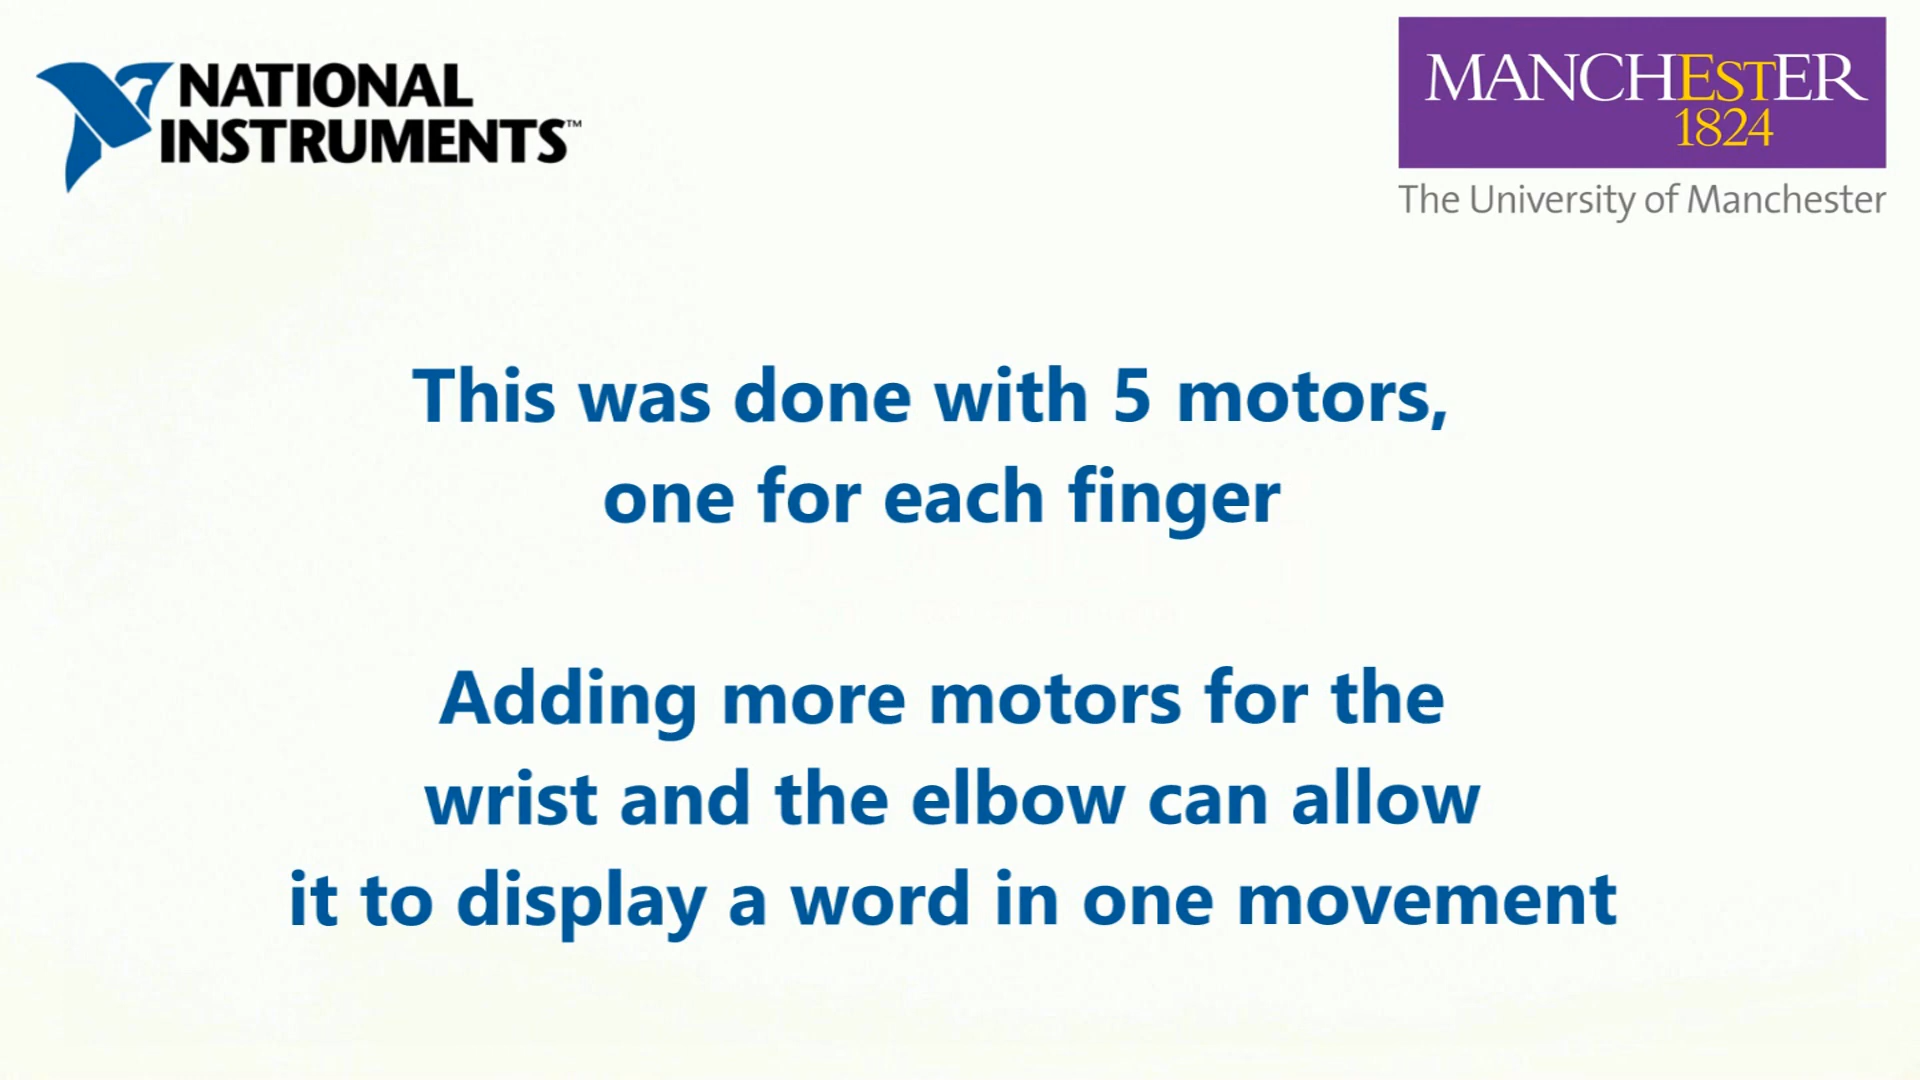 NATIONAL
INSTRUMENTS™
MANCHESTER
1824
The University of Manchester
This was done with 5 motors,
one for each finger
Adding more motors for the
wrist and the elbow can allow
it to display a word in one movement